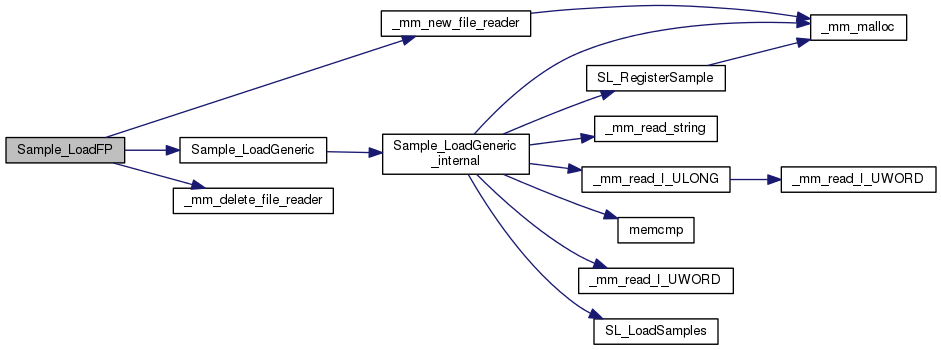 _mm_new_file_reader
_mm_malloc
SL_RegisterSample
_mm_read_string
Sample_LoadFP
Sample_LoadGeneric
Sample_LoadGeneric
_internal
_mm_read_I_ULONG
_mm_read_I_UWORD
_mm_delete_file_reader
memcmp
_mm_read_I_UWORD
SL_LoadSamples